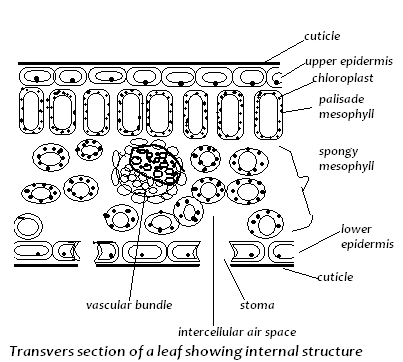 cuticle
upper epidermis
chloroplast
palisade
mesophyll
spongy
mesophyll
lower
epidermis
cuticle
vascular bundle
stoma
intercellular air space
Transvers section of a leaf showing internal structure